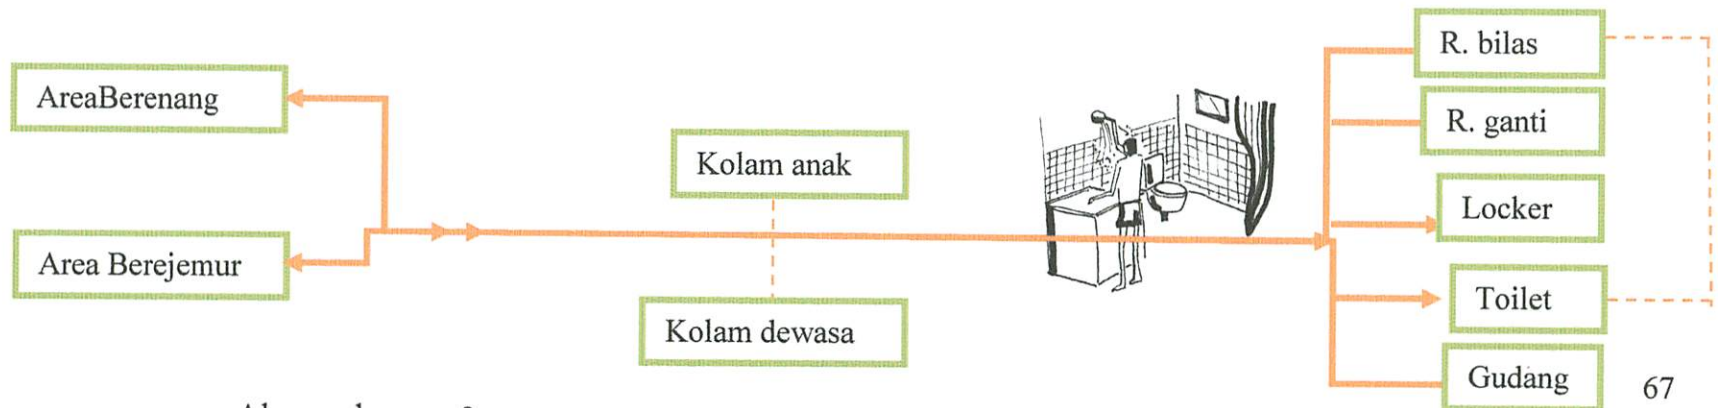 AreaBerenang
Area Berejemur
Kolam anak
Kolam dewasa
R. bilas
R. ganti
Locker
Toilet
Gudang
67